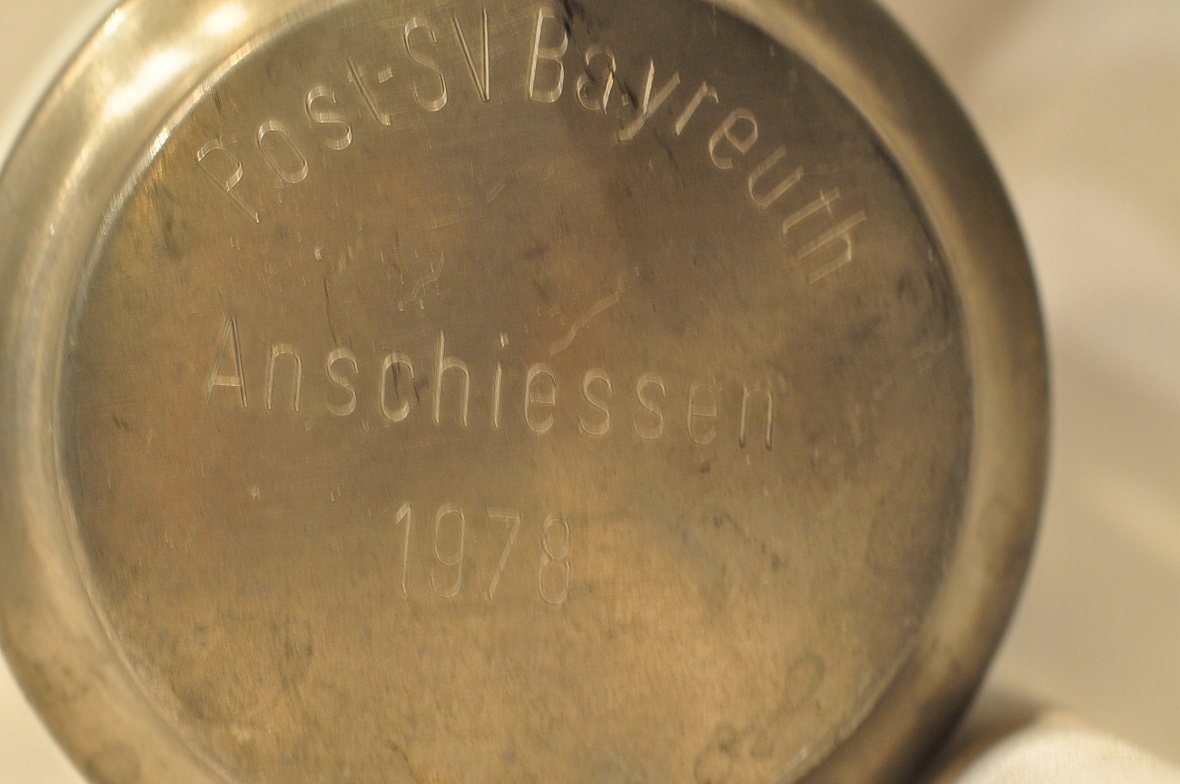 Post-SV Bayreuth
Anschiessen
1978